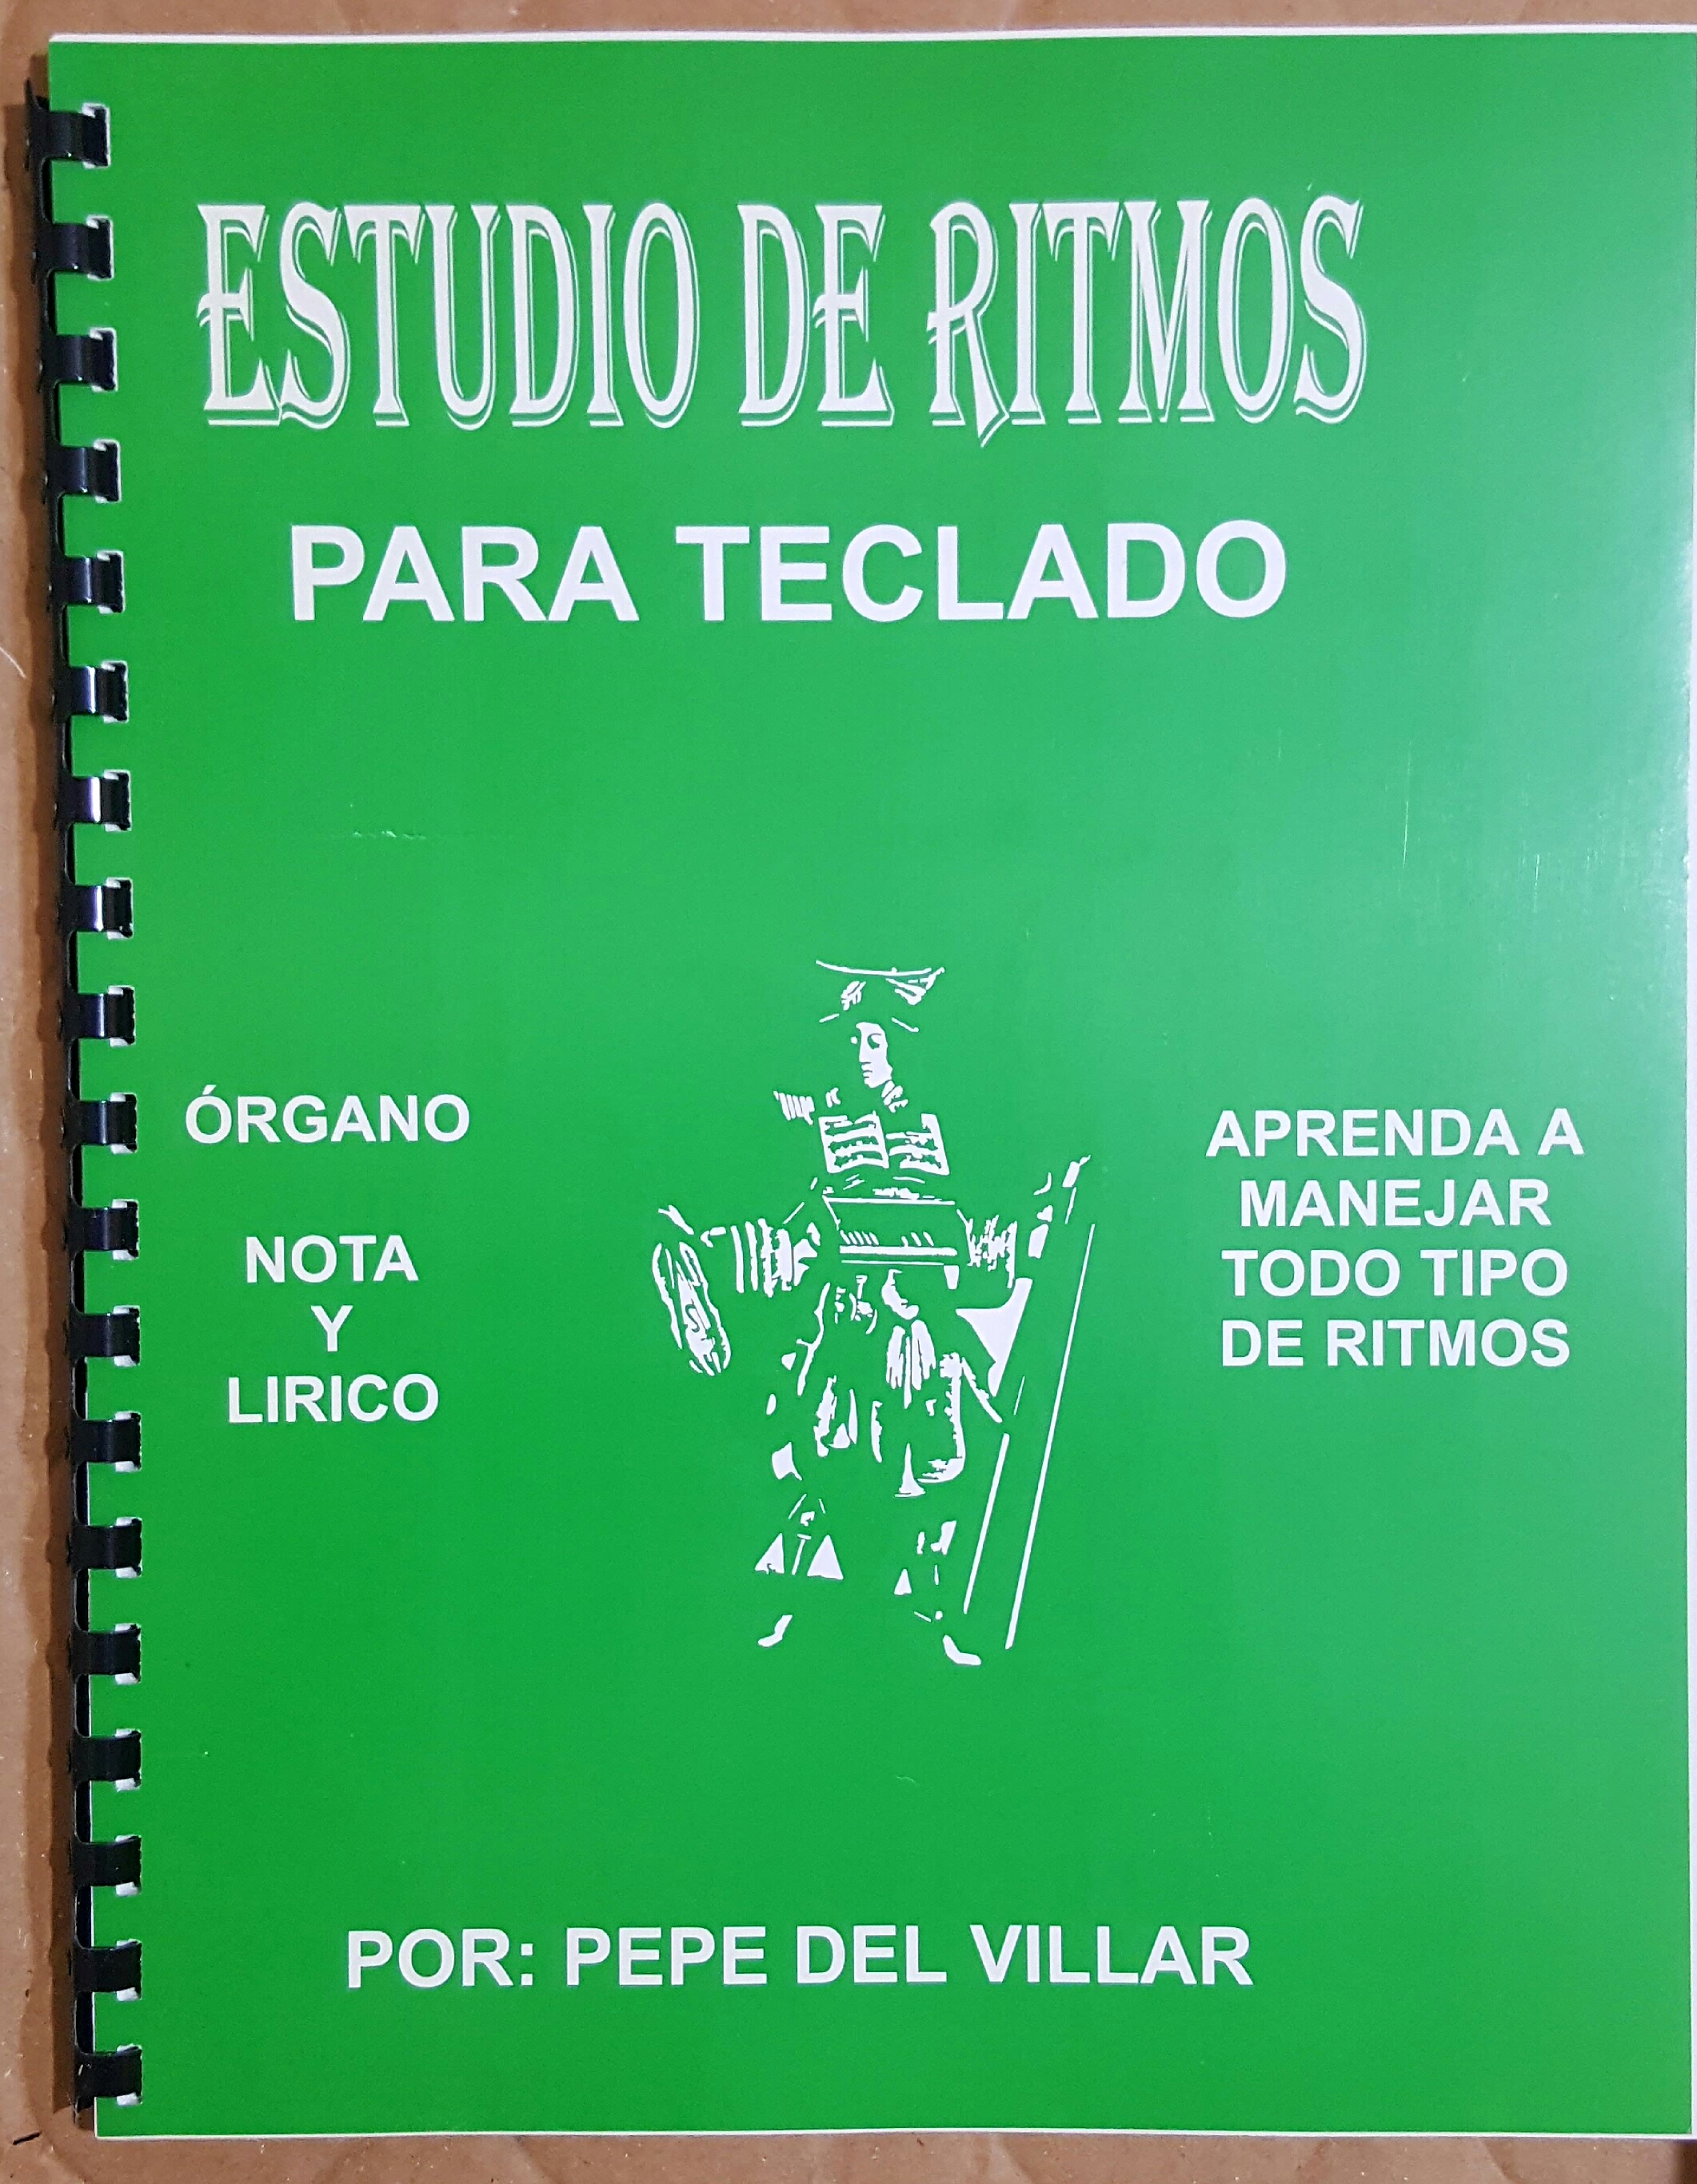 ESTUDIO DE RITMOS
PARA TECLADO
ÓRGANO
NOTA
Y
LIRICO
APRENDA A
MANEJAR
TODO TIPO
DE RITMOS
POR: PEPE DEL VILLAR